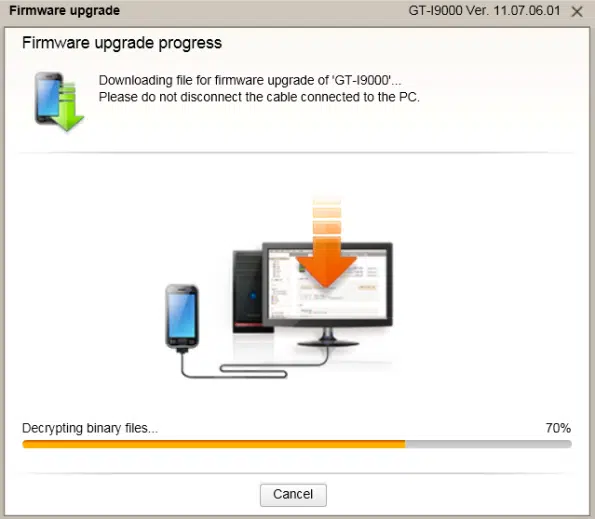 Firmware upgrade GT-I9000 Ver. 11.07.06.01
Firmware upgrade progress
Downloading file for firmware upgrade of 'GT-I9000'...
Please do not disconnect the cable connected to the PC.
Decrypting binary files... 70%
Cancel